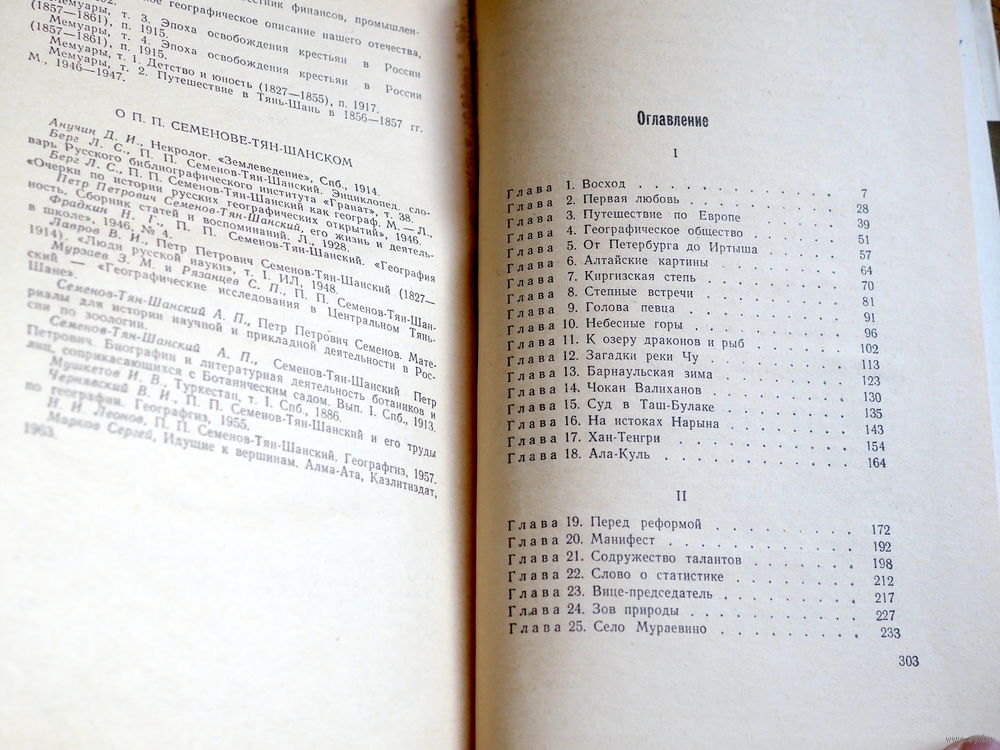 стник финансов, промышлен-
ное географическое описание нашего отечества,
Мемуары, т. 3. Эпоха освобождения крестьян в России
(1857—1861), п. 1915.
Мемуары, т. 4. Эпоха освобождения крестьян в России
(1857—1861), п. 1915.
Мемуары, т. 1. Детство и юность (1827—1855), п. 1917.
Мемуары, т. 2. Путешествие в Тянь-Шань в 1856—1857 гг.
М., 1946—1947.
О П. П. СЕМЕНОВЕ-ТЯН-ШАНСКОМ
Анучин Д. И., Некролог. «Землеведение», Спб., 1914.
Берг Л. С., П. П. Семенов-Тян-Шанский. Энциклопед. сло-
варь Русского библиографического института «Гранат», т. 38.
Берг Л. С., П. П. Семенов-Тян-Шанский как географ. М.— Л.,
«Очерки по истории русских географических открытий», 1946.
Петр Петрович Семенов-Тян-Шанский, его жизнь и деятель-
ность. Сборник статей и воспоминаний. Л., 1928.
Фрадкин Н. Г., П. П. Семенов-Тян-Шанский. «География
в школе», 1946, № 4.
Лавров В. И., Петр Петрович Семенов-Тян-Шанский (1827—
1914), «Люди русской науки», т. I. ИЛ, 1948.
Мурзаев З. М. и Рязанцев С. П., П. П. Семенов-Тян-Шан-
ский — «Географические исследования в Центральном Тянь-
Шане».
Семенов-Тян-Шанский А. П., Петр Петрович Семенов. Мате-
риалы для истории научной и прикладной деятельности в Рос-
сии по зоологии.
Семенов-Тян-Шанский А. П., Семенов-Тян-Шанский Петр
Петрович. Биографии и литературная деятельность ботаников и
лиц, соприкасающихся с Ботаническим садом. Вып. I. Спб., 1913.
Мушкетов И. В., Туркестан, т. I. Спб., 1886.
Чернявский В. И., П. П. Семенов-Тян-Шанский и его труды
по географии. Географгиз, 1955.
Н. И. Леонов, П. П. Семенов-Тян-Шанский. Географгиз, 1957.
Марков Сергей, Идущие к вершинам. Алма-Ата, Казлитиздат,
1963.
Оглавление
I
Глава 1. Восход . . . . . . . . . . 7
Глава 2. Первая любовь . . . . . . . . 28
Глава 3. Путешествие по Европе . . . . . 39
Глава 4. Географическое общество . . . . . 51
Глава 5. От Петербурга до Иртыша . . . . 57
Глава 6. Алтайские картины . . . . . . 64
Глава 7. Киргизская степь . . . . . . . 70
Глава 8. Степные встречи . . . . . . . 81
Глава 9. Голова певца . . . . . . . . 91
Глава 10. Небесные горы . . . . . . . . 96
Глава 11. К озеру драконов и рыб . . . . . 102
Глава 12. Загадки реки Чу . . . . . . . 113
Глава 13. Барнаульская зима . . . . . . 123
Глава 14. Чокан Валиханов . . . . . . . 130
Глава 15. Суд в Таш-Булаке . . . . . . . 135
Глава 16. На истоках Нарына . . . . . . 143
Глава 17. Хан-Тенгри . . . . . . . . . 154
Глава 18. Ала-Куль . . . . . . . . . 164
II
Глава 19. Перед реформой . . . . . . . 172
Глава 20. Манифест . . . . . . . . . 192
Глава 21. Содружество талантов . . . . . 198
Глава 22. Слово о статистике . . . . . . 212
Глава 23. Вице-председатель . . . . . . 217
Глава 24. Зов природы . . . . . . . . 227
Глава 25. Село Мураевино . . . . . . . 233
303